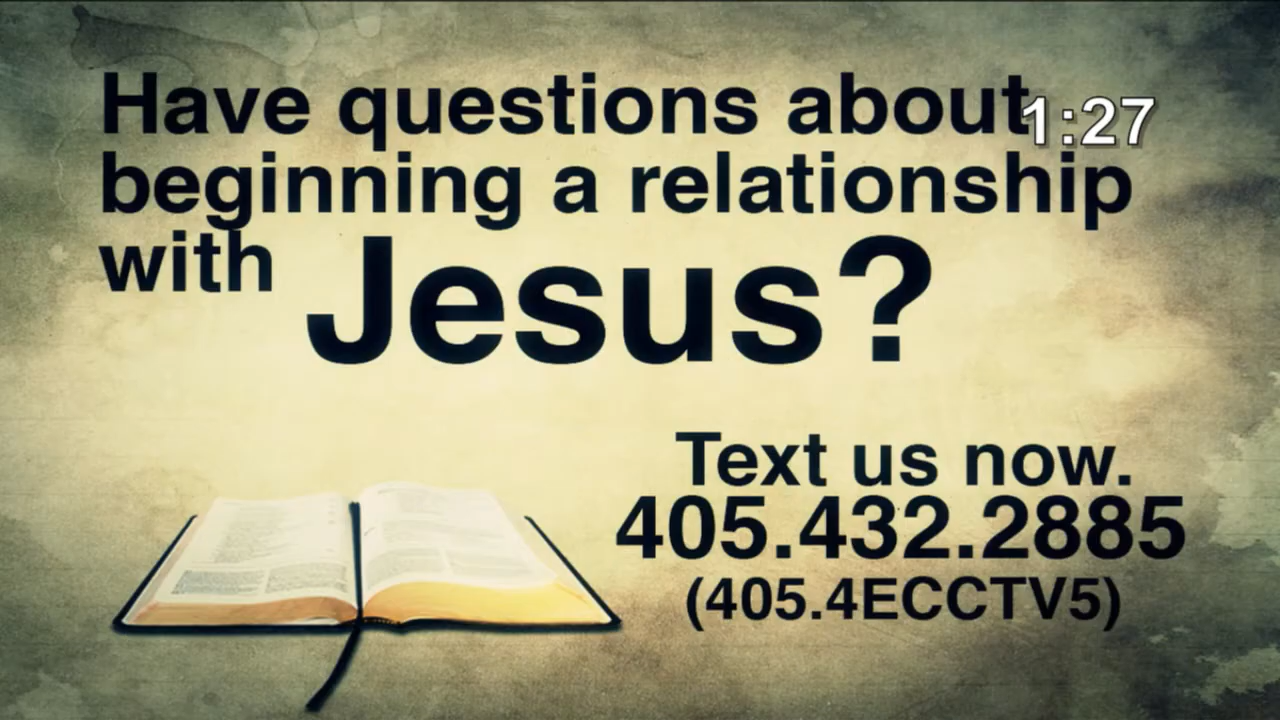 Have questions about
1:27
beginning a relationship
with Jesus?
Text us now.
405.432.2885
(405.4ECCTV5)